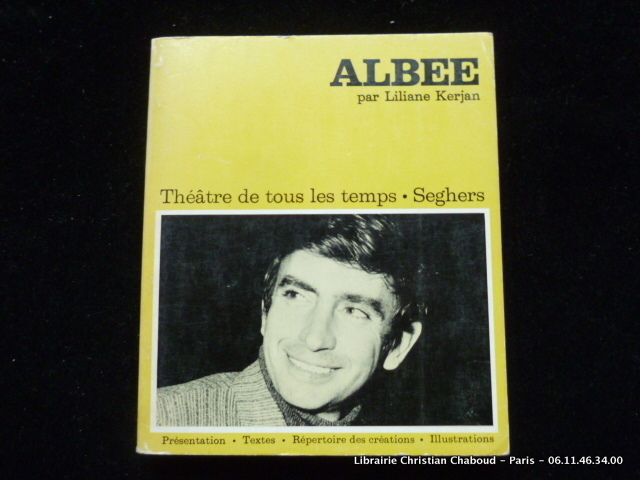 ALBEE
par Liliane Kerjan
Théâtre de tous les temps • Seghers
Présentation • Textes • Répertoire des créations • Illustrations
Librairie Christian Chaboud - Paris - 06.11.46.34.00